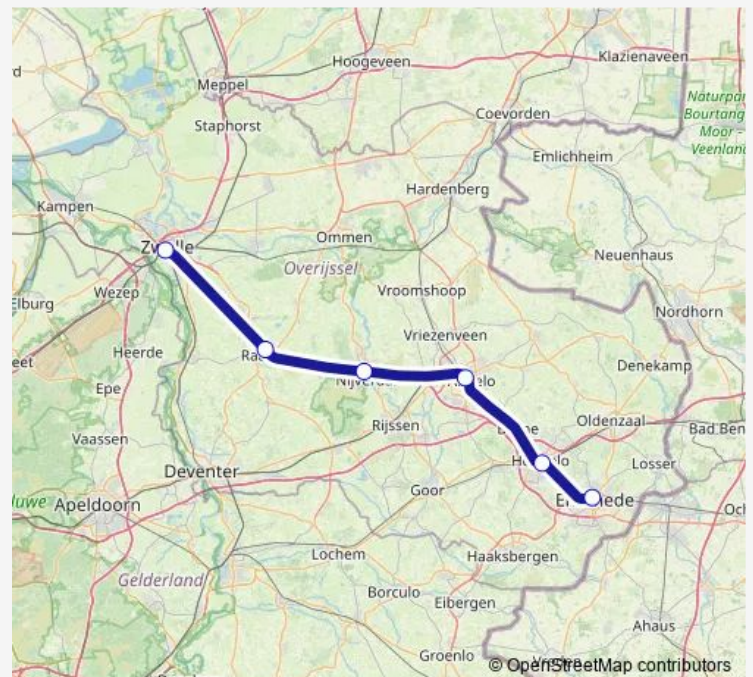 Klazienaveen
Hoogeveen
Meppel
Naturpar
Bourtang
Moor -
Veenland
Coevorden
Staphorst
Emlichheim
Hardenberg
Kampen
Ommen
Overijssel
Neuenhaus
Wezep
Elburg
Vroomshoop
Nordhorn
Vriezenveen
Heerde
Denekamp
Epe
Rijssen
Oldenzaal
Bad Ben
Vaassen
Losser
Deventer
Goor
Apeldoorn
Lochem
Haaksbergen
Gelderland
Borculo
Eibergen
Ahaus
Groenlo
© OpenStreetMap contributors